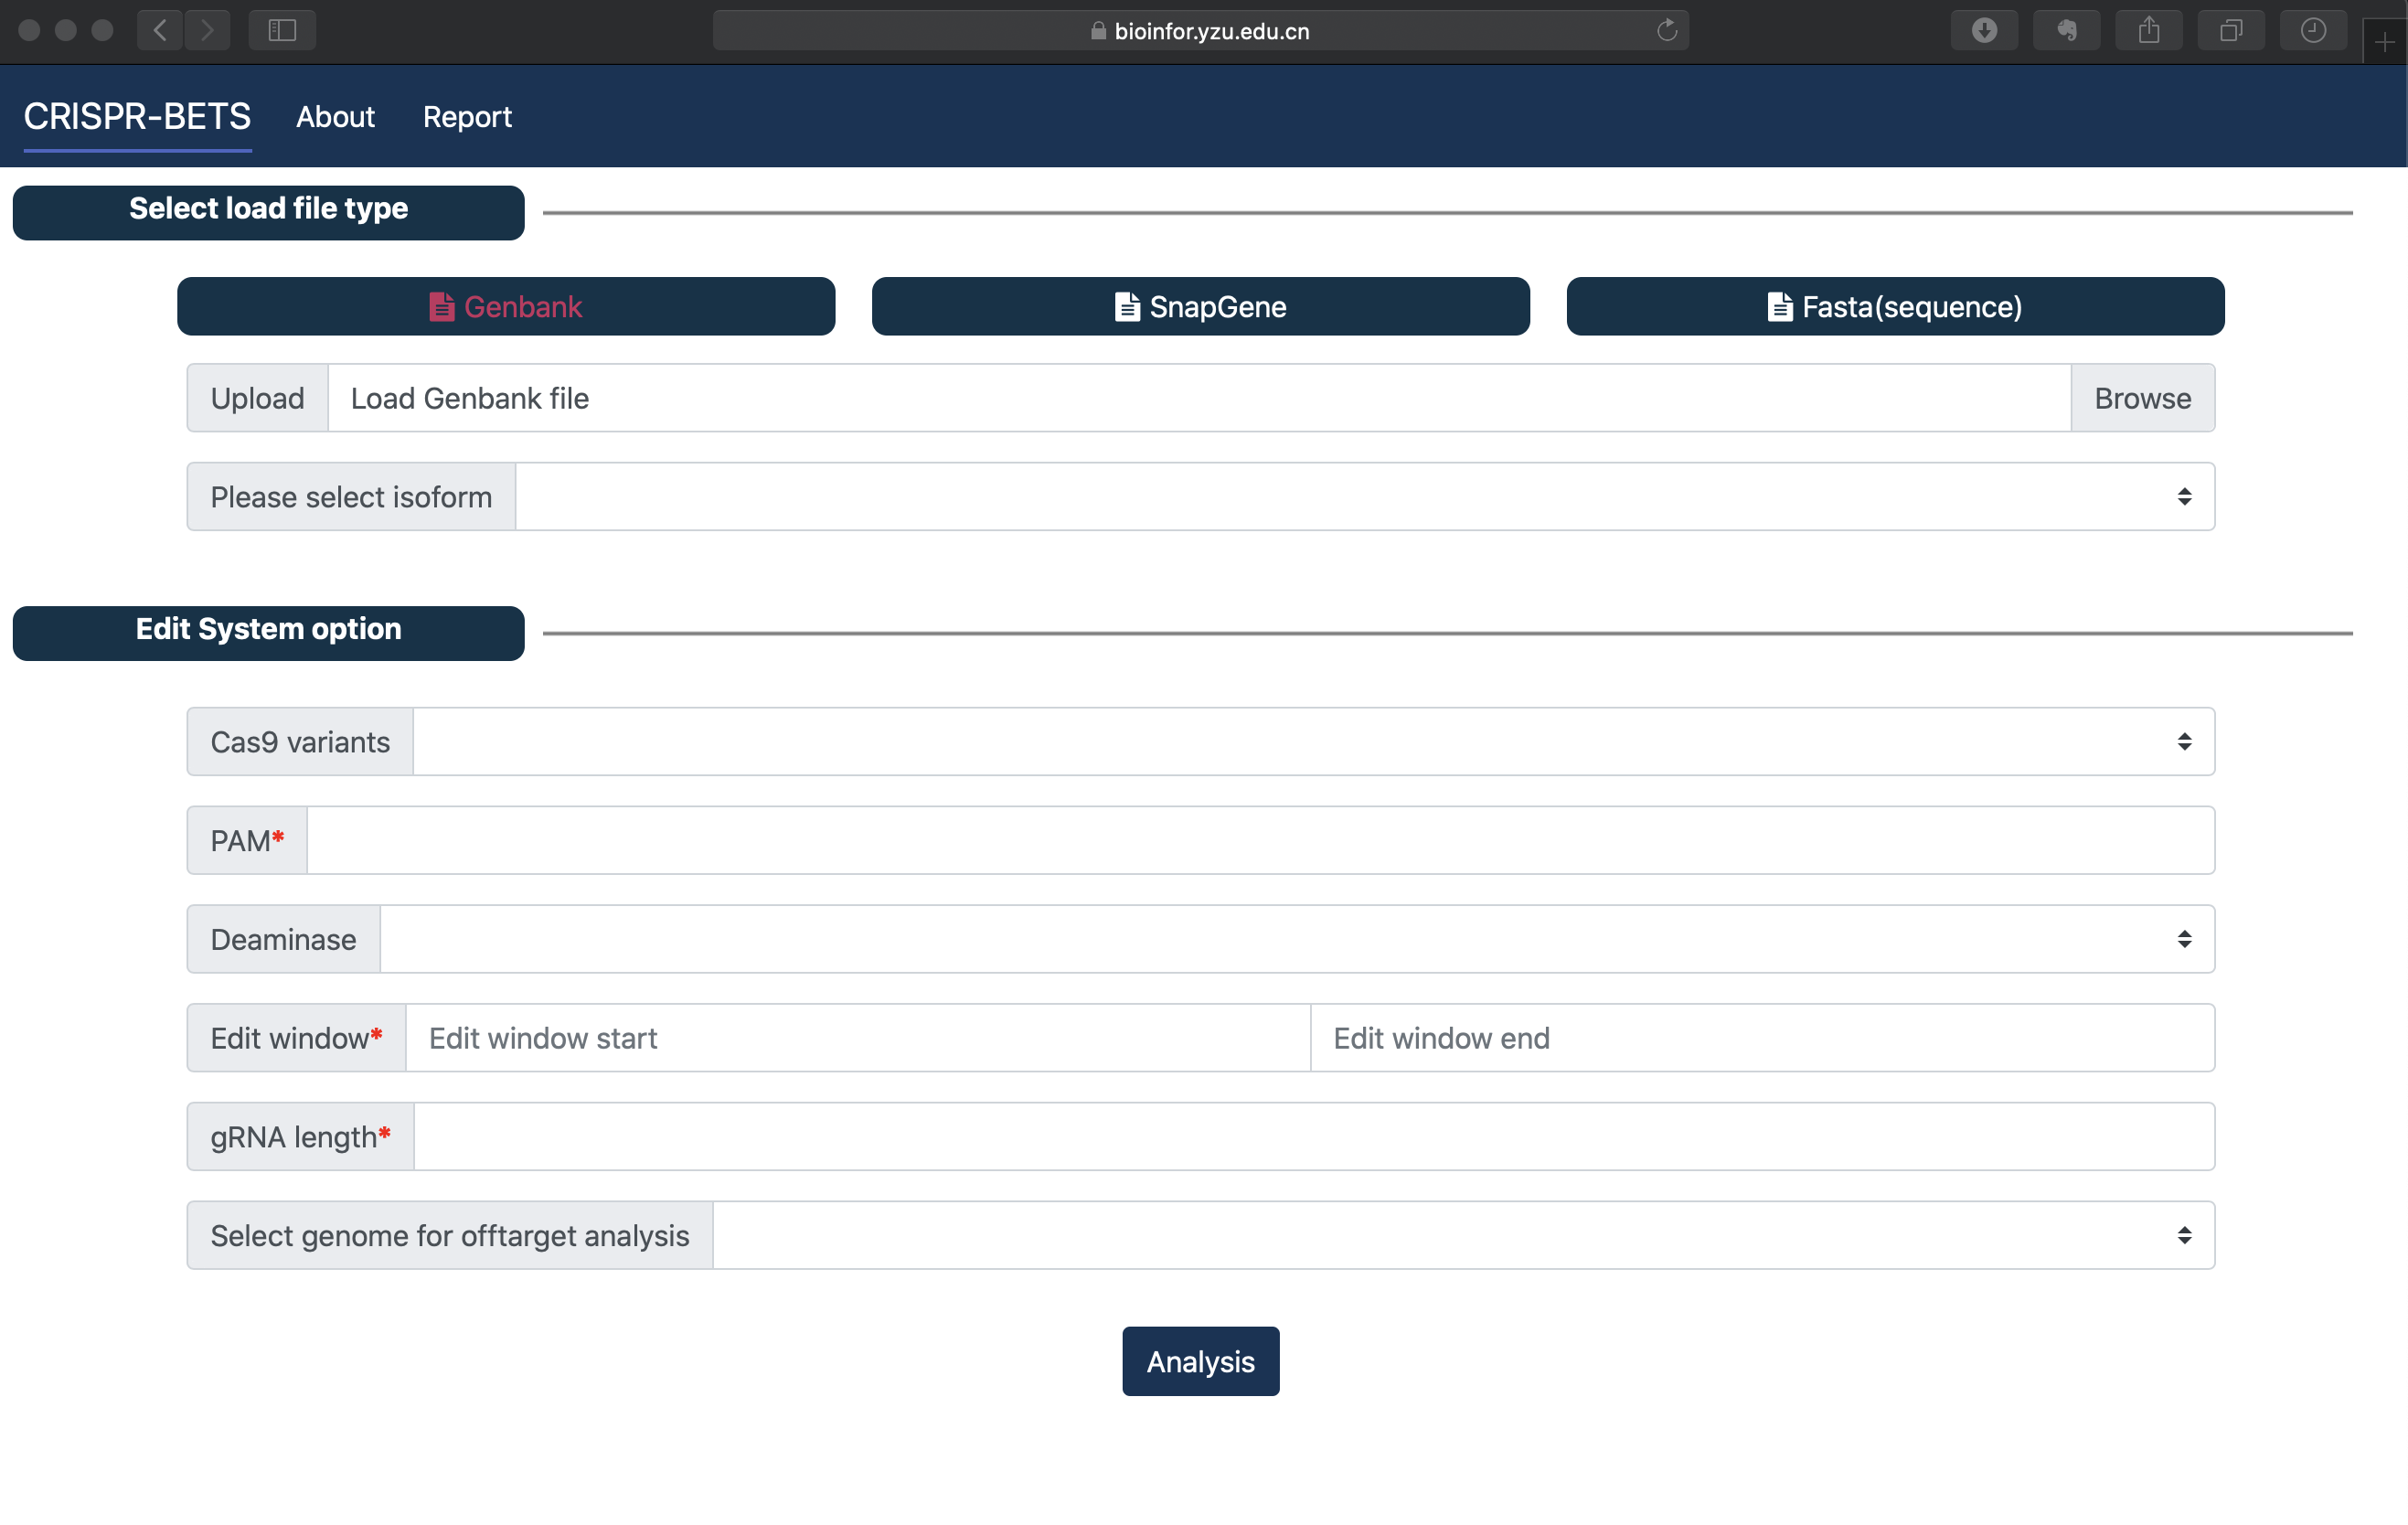 bioinfor.yzu.edu.cn
CRISPR-BETS About Report
Select load file type
Genbank SnapGene Fasta(sequence)
Upload Load Genbank file Browse
Please select isoform
Edit System option
Cas9 variants
PAM*
Deaminase
Edit window* Edit window start Edit window end
gRNA length*
Select genome for offtarget analysis
Analysis